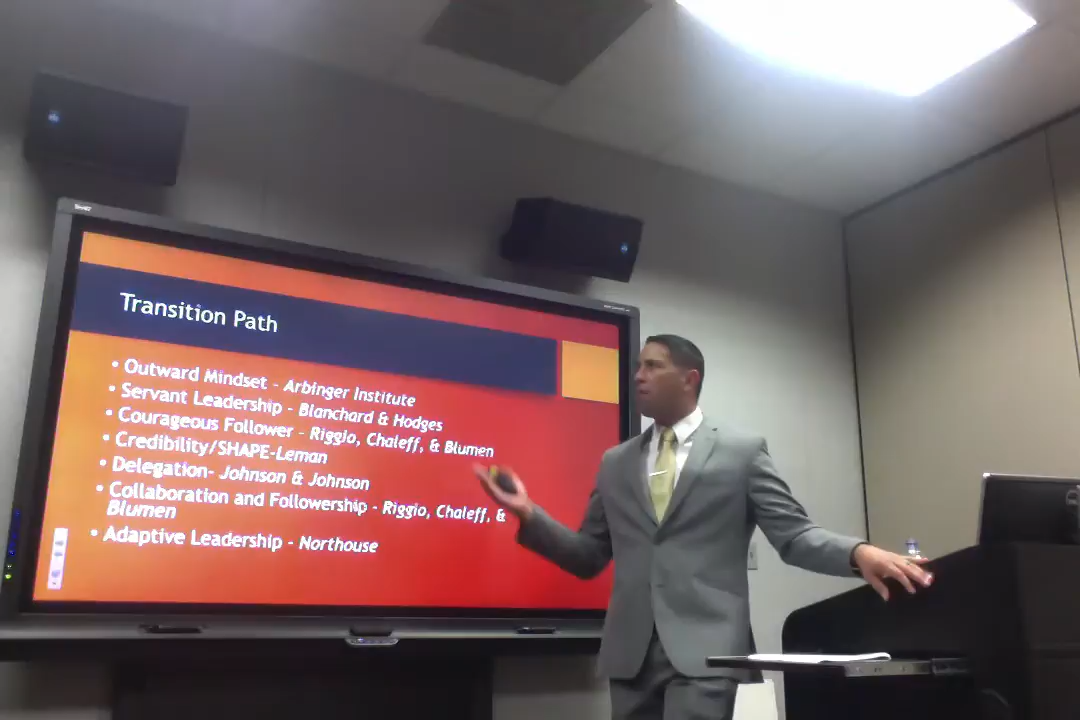 SMART
Transition Path
• Outward Mindset - Arbinger Institute
• Servant Leadership - Blanchard & Hodges
• Courageous Follower - Riggio, Chaleff, & Blumen
• Credibility/SHAPE-Leman
• Delegation- Johnson & Johnson
• Collaboration and Followership - Riggio, Chaleff, &
Blumen
• Adaptive Leadership - Northouse